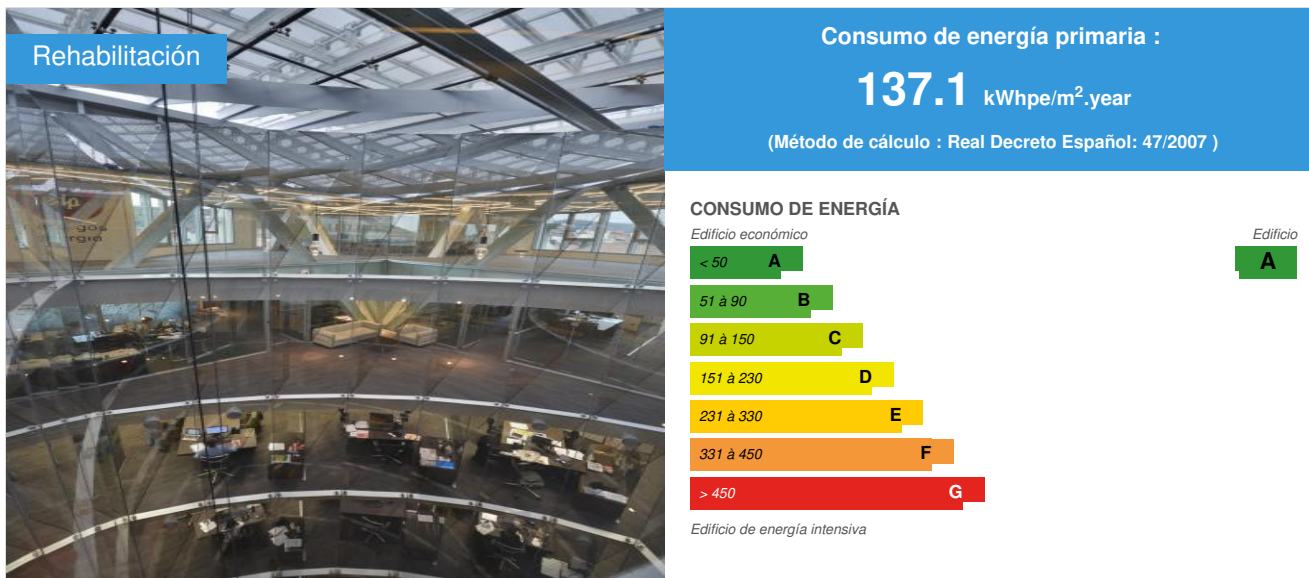 Rehabilitación
Consumo de energía primaria :
137.1 kWhpe/m².year
(Método de cálculo : Real Decreto Español: 47/2007 )
CONSUMO DE ENERGÍA
Edificio económico
Edificio
< 50 A
A
51 à 90 B
91 à 150 C
151 à 230 D
231 à 330 E
331 à 450 F
> 450 G
Edificio de energía intensiva